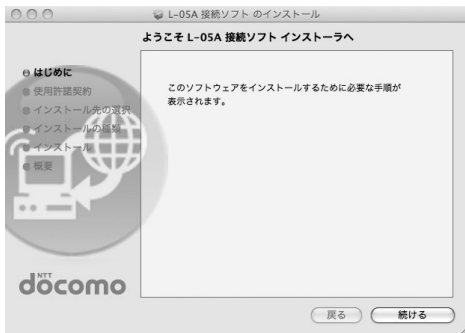 L-05A 接続ソフト のインストール
ようこそ L-05A 接続ソフト インストーラへ
はじめに
使用許諾契約
インストール先の選択
インストールの種類
インストール
概要
このソフトウェアをインストールするために必要な手順が
表示されます。
NTT
döcomo
戻る
続ける